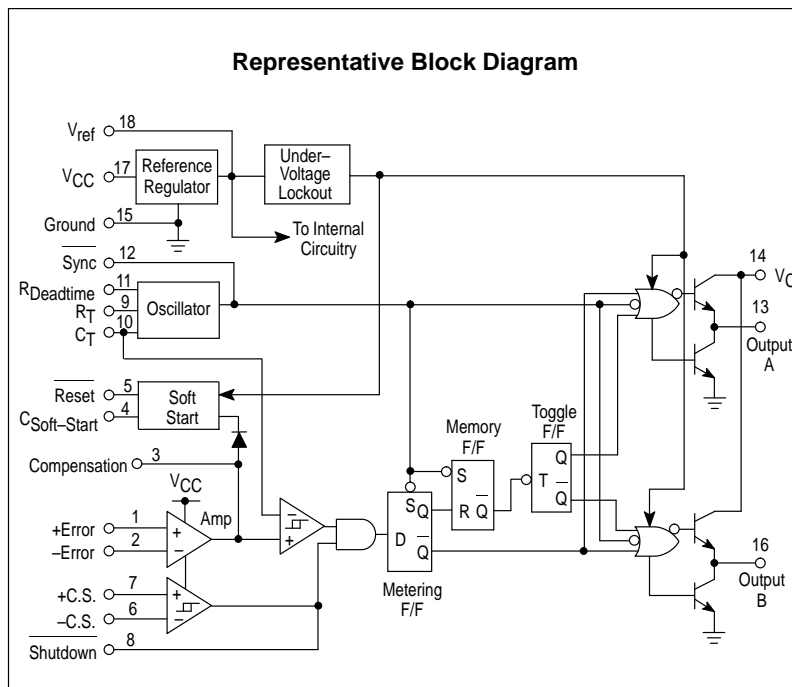 Representative Block Diagram
Vref
18
VCC
17
Reference
Regulator
Under–
Voltage
Lockout
Ground
15
To Internal
Circuitry
Sync
12
RDeadtime
11
RT
9
CT
10
Oscillator
14
VC
13
Output
A
Reset
5
CSoft–Start
4
Soft
Start
Compensation
3
Memory
F/F
Toggle
F/F
S
R
Q
T
Q
Q
VCC
Amp
+Error
1
–Error
2
+
–
–
+
S
Q
D
Q
Metering
F/F
+C.S.
7
–C.S.
6
+
–
Shutdown
8
16
Output
B